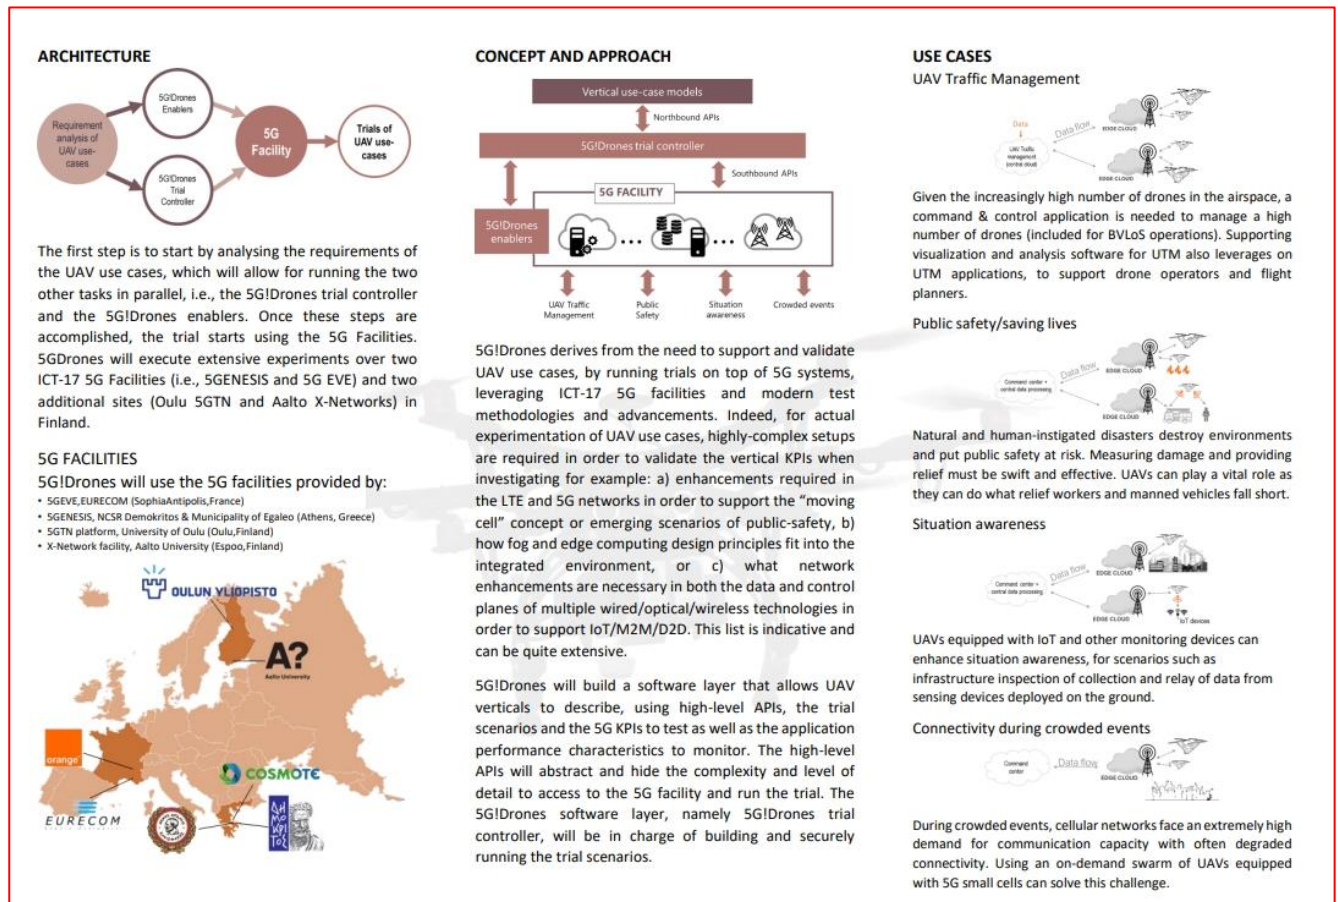 ARCHITECTURE
Requirement
analysis of
UAV use-
cases
5G!Drones
Enablers
5G!Drones
Trial
Controller
5G
Facility
Trials of
UAV use-
cases
The first step is to start by analysing the requirements of
the UAV use cases, which will allow for running the two
other tasks in parallel, i.e., the 5G!Drones trial controller
and the 5G!Drones enablers. Once these steps are
accomplished, the trial starts using the 5G Facilities.
5GDrones will execute extensive experiments over two
ICT-17 5G Facilities (i.e., 5GENESIS and 5G EVE) and two
additional sites (Oulu 5GTN and Aalto X-Networks) in
Finland.
5G FACILITIES
5G!Drones will use the 5G facilities provided by:
• 5GEVE,EURECOM (SophiaAntipolis,France)
• 5GENESIS, NCSR Demokritos & Municipality of Egaleo (Athens, Greece)
• 5GTN platform, University of Oulu (Oulu,Finland)
• X-Network facility, Aalto University (Espoo,Finland)
OULUN YLIOPISTO
A?
Aalto University
orange
COSMOTE
EURECOM
ΔΗ
ΜΟ
ΚΡΙ
ΤΟΣ
CONCEPT AND APPROACH
Vertical use-case models
Northbound APIs
5G!Drones trial controller
Southbound APIs
5G FACILITY
5G!Drones
enablers
UAV Traffic
Management
Public
Safety
Situation
awareness
Crowded events
5G!Drones derives from the need to support and validate
UAV use cases, by running trials on top of 5G systems,
leveraging ICT-17 5G facilities and modern test
methodologies and advancements. Indeed, for actual
experimentation of UAV use cases, highly-complex setups
are required in order to validate the vertical KPIs when
investigating for example: a) enhancements required in
the LTE and 5G networks in order to support the “moving
cell” concept or emerging scenarios of public-safety, b)
how fog and edge computing design principles fit into the
integrated environment, or c) what network
enhancements are necessary in both the data and control
planes of multiple wired/optical/wireless technologies in
order to support IoT/M2M/D2D. This list is indicative and
can be quite extensive.
5G!Drones will build a software layer that allows UAV
verticals to describe, using high-level APIs, the trial
scenarios and the 5G KPIs to test as well as the application
performance characteristics to monitor. The high-level
APIs will abstract and hide the complexity and level of
detail to access to the 5G facility and run the trial. The
5G!Drones software layer, namely 5G!Drones trial
controller, will be in charge of building and securely
running the trial scenarios.
USE CASES
UAV Traffic Management
Data
UAV Traffic
management
(central cloud)
Data flow
EDGE CLOUD
EDGE CLOUD
Given the increasingly high number of drones in the airspace, a
command & control application is needed to manage a high
number of drones (included for BVLoS operations). Supporting
visualization and analysis software for UTM also leverages on
UTM applications, to support drone operators and flight
planners.
Public safety/saving lives
Command center +
central data processing
Data flow
EDGE CLOUD
EDGE CLOUD
Natural and human-instigated disasters destroy environments
and put public safety at risk. Measuring damage and providing
relief must be swift and effective. UAVs can play a vital role as
they can do what relief workers and manned vehicles fall short.
Situation awareness
Command center +
central data processing
Data flow
EDGE CLOUD
EDGE CLOUD
IoT devices
UAVs equipped with IoT and other monitoring devices can
enhance situation awareness, for scenarios such as
infrastructure inspection of collection and relay of data from
sensing devices deployed on the ground.
Connectivity during crowded events
Command
center
Data flow
EDGE CLOUD
During crowded events, cellular networks face an extremely high
demand for communication capacity with often degraded
connectivity. Using an on-demand swarm of UAVs equipped
with 5G small cells can solve this challenge.